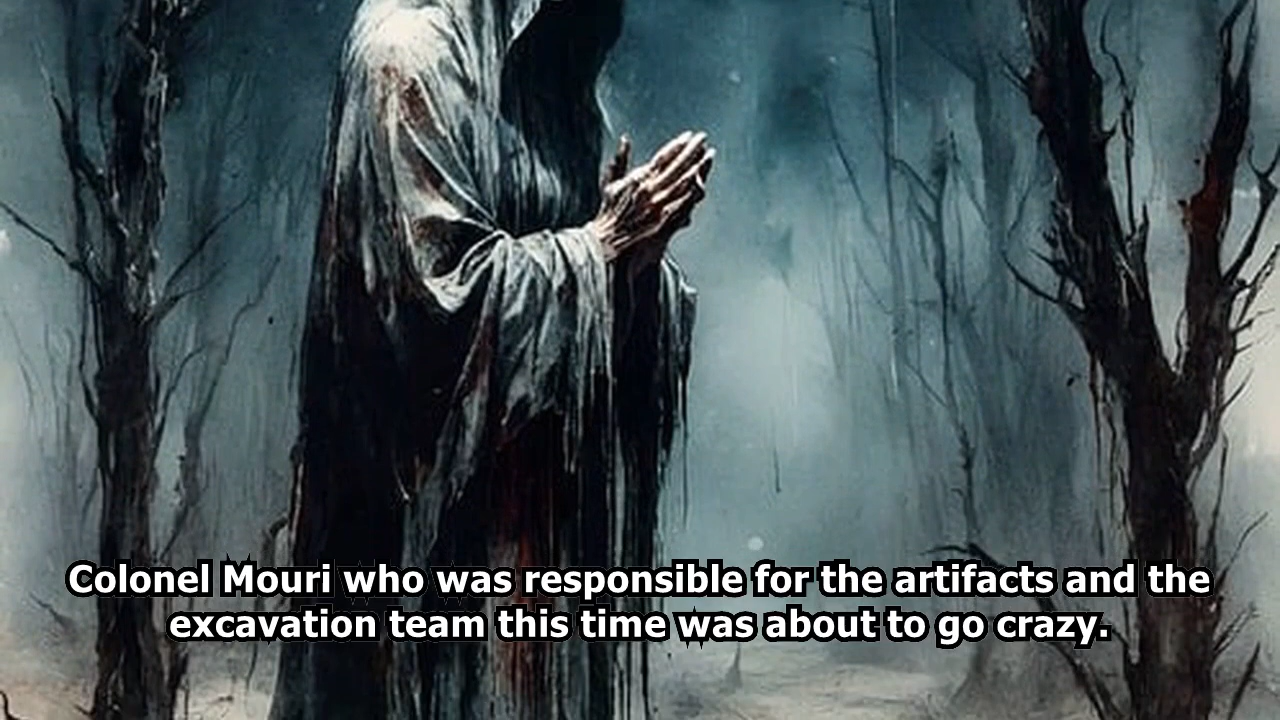 Colonel Mouri who was responsible for the artifacts and the
excavation team this time was about to go crazy.